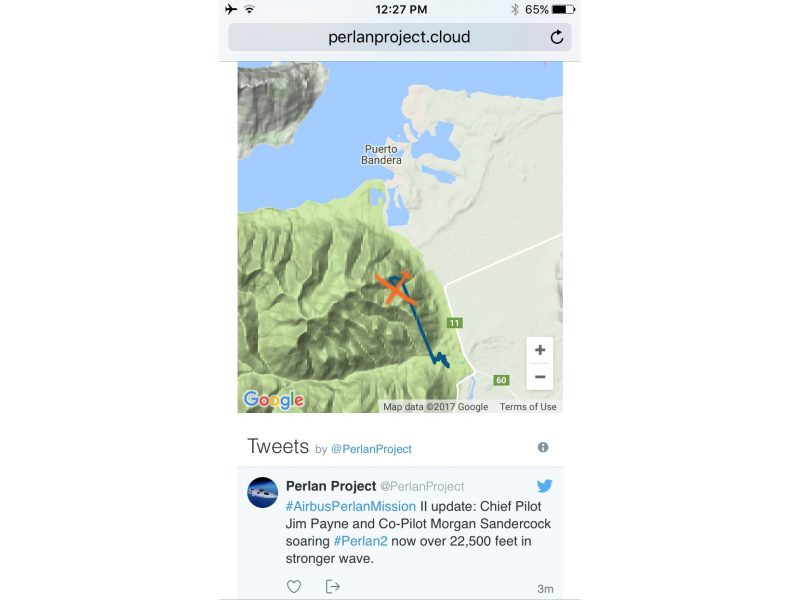 12:27 PM
65%
perlanproject.cloud
Puerto
Bandera
11
60
+
−
Google
Map data ©2017 Google Terms of Use
Tweets by @PerlanProject
Perlan Project @PerlanProject
#AirbusPerlanMission II update: Chief Pilot
Jim Payne and Co-Pilot Morgan Sandercock
soaring #Perlan2 now over 22,500 feet in
stronger wave.
3m